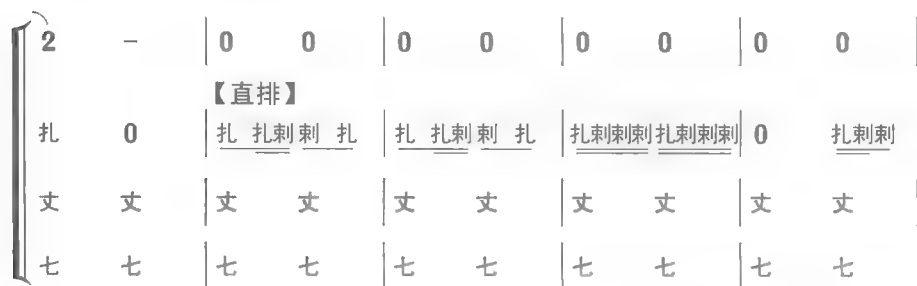 2 – | 0 0 | 0 0 | 0 0 | 0 0 |
【直排】
扎 0 | 扎 扎刺刺 扎 | 扎 扎刺刺 扎 | 扎刺刺刺 扎刺刺刺 | 0 扎刺刺
丈 丈 | 丈 丈 | 丈 丈 | 丈 丈 | 丈 丈 |
七 七 | 七 七 | 七 七 | 七 七 | 七 七